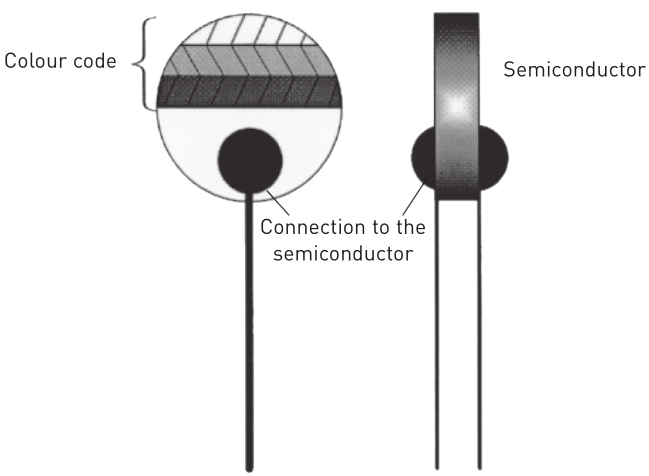 Colour code
Semiconductor
Connection to the
semiconductor